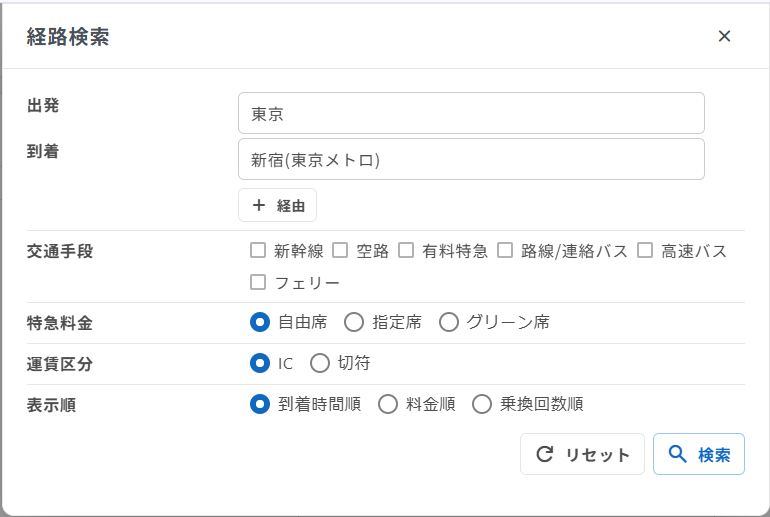 経路検索
出発
東京
到着
新宿(東京メトロ)
+ 経由
交通手段 新幹線 空路 有料特急 路線/連絡バス 高速バス
フェリー
特急料金 自由席 指定席 グリーン席
運賃区分 IC 切符
表示順 到着時間順 料金順 乗換回数順
リセット 検索